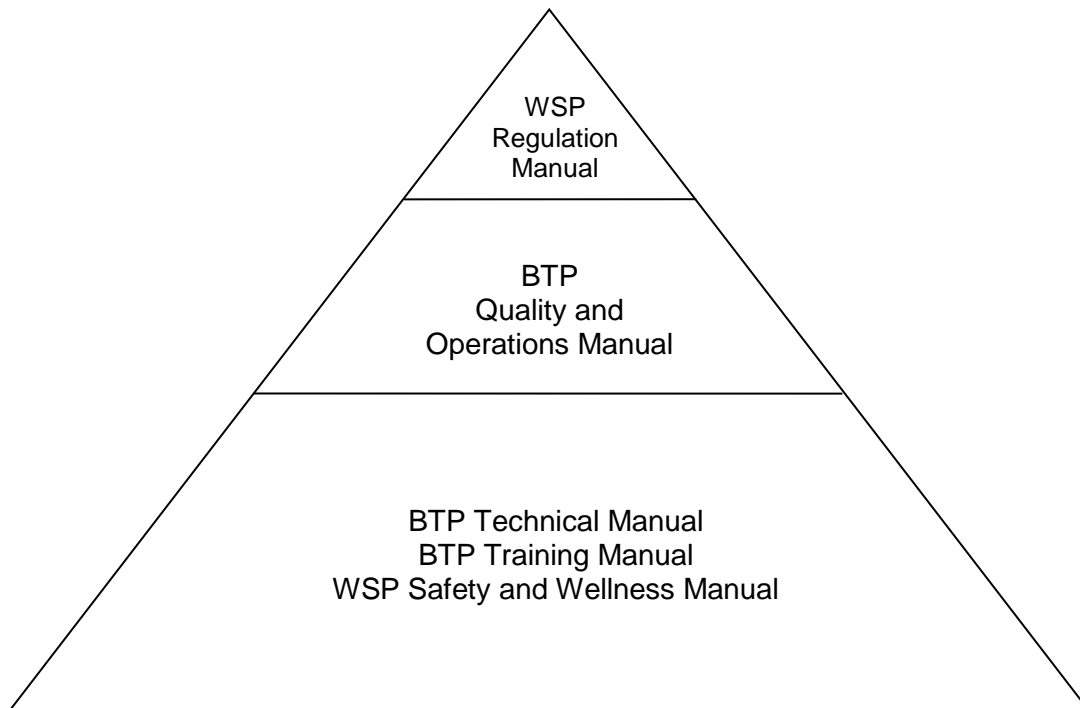 WSP
Regulation
Manual
BTP
Quality and
Operations Manual
BTP Technical Manual
BTP Training Manual
WSP Safety and Wellness Manual